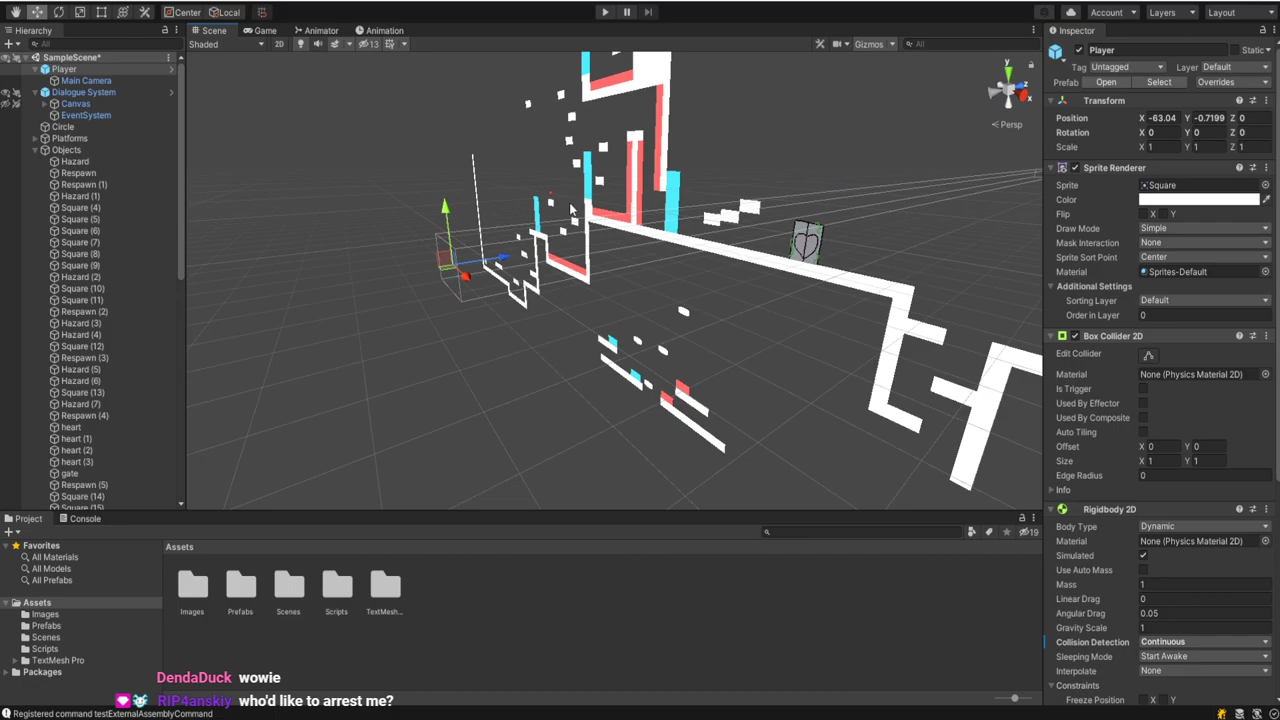 Center Local
Account Layers Layout
Hierarchy
Scene Game Animator Animation
Inspector
All
Shaded 2D 13 Gizmos All
Player Static
Tag Untagged Layer Default
Prefab Open Select Overrides
SampleScene*
Player
Main Camera
Dialogue System
Canvas
EventSystem
Circle
Platforms
Objects
Hazard
Respawn
Respawn (1)
Hazard (1)
Square (4)
Square (5)
Square (6)
Square (7)
Square (8)
Square (9)
Hazard (2)
Square (10)
Square (11)
Respawn (2)
Hazard (3)
Hazard (4)
Square (12)
Respawn (3)
Hazard (5)
Hazard (6)
Square (13)
Hazard (7)
Respawn (4)
heart
heart (1)
heart (2)
heart (3)
gate
Respawn (5)
Square (14)
Square (15)
y
z
x
Persp
Transform
Position X -63.04 Y -0.7199 Z 0
Rotation X 0 Y 0 Z 0
Scale X 1 Y 1 Z 1
Sprite Renderer
Sprite Square
Color
Flip X Y
Draw Mode Simple
Mask Interaction None
Sprite Sort Point Center
Material Sprites-Default
Additional Settings
Sorting Layer Default
Order in Layer 0
Box Collider 2D
Edit Collider
Material None (Physics Material 2D)
Is Trigger
Used By Effector
Used By Composite
Auto Tiling
Offset X 0 Y 0
Size X 1 Y 1
Edge Radius 0
Info
Rigidbody 2D
Body Type Dynamic
Material None (Physics Material 2D)
Simulated
Use Auto Mass
Mass 1
Linear Drag 0
Angular Drag 0.05
Gravity Scale 1
Collision Detection Continuous
Sleeping Mode Start Awake
Interpolate None
Constraints
Freeze Position X Y
Project Console
19
Favorites
All Materials
All Models
All Prefabs
Assets
Images
Prefabs
Scenes
Scripts
TextMesh Pro
Packages
Assets
Images Prefabs Scenes Scripts TextMesh...
DendaDuck wowie
RIP4anskiy who'd like to arrest me?
Registered command testExternalAssemblyCommand